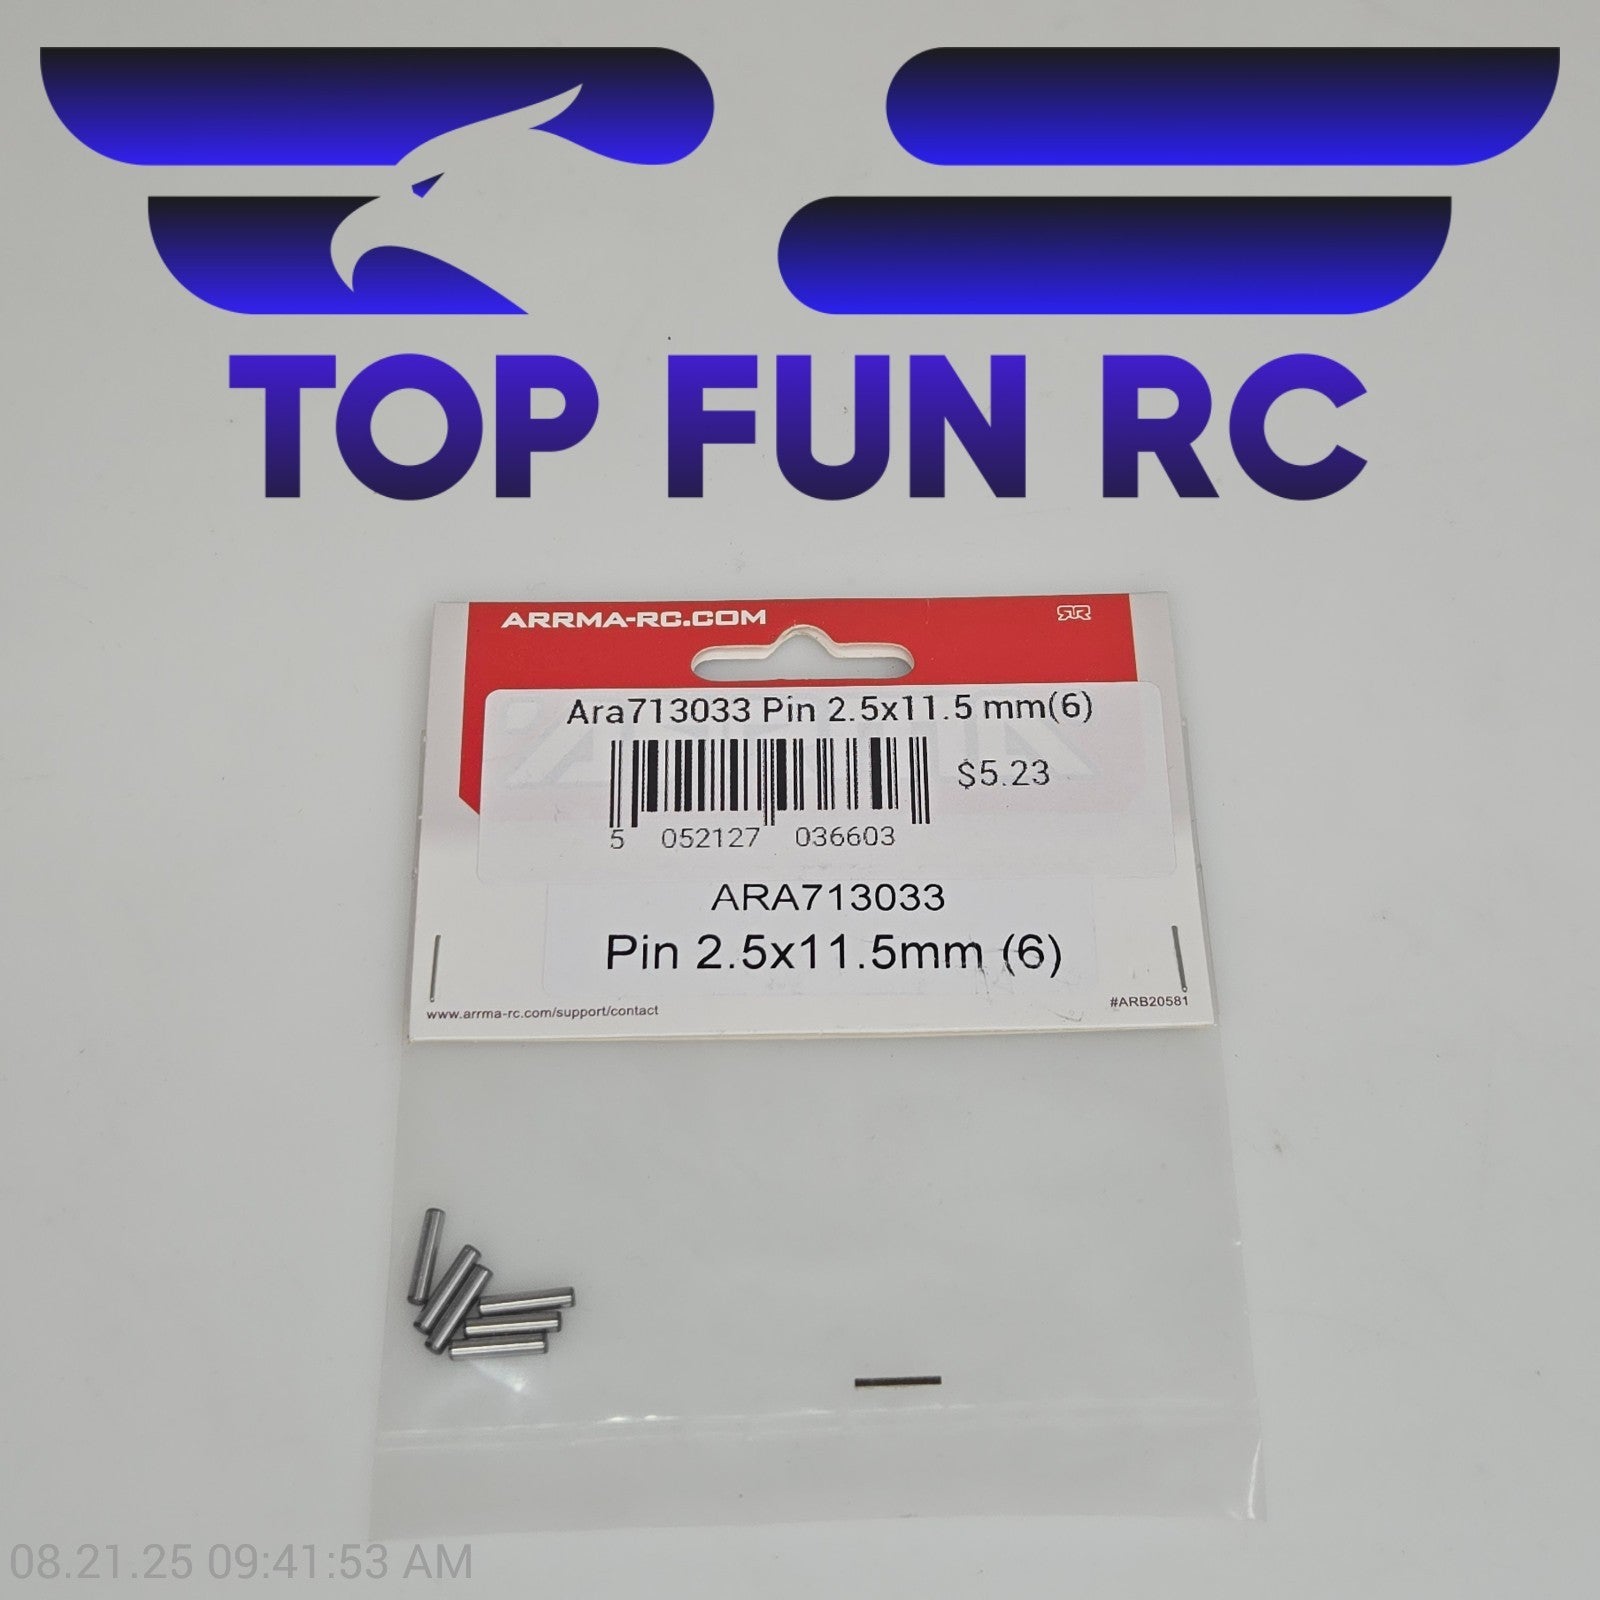 TOP FUN RC
ARRMA-RC.COM
Ara713033 Pin 2.5x11.5 mm(6)
$5.23
5 052127 036603
ARA713033
Pin 2.5x11.5mm (6)
www.arrma-rc.com/support/contact
#ARB20581
08.21.25 09:41:53 AM